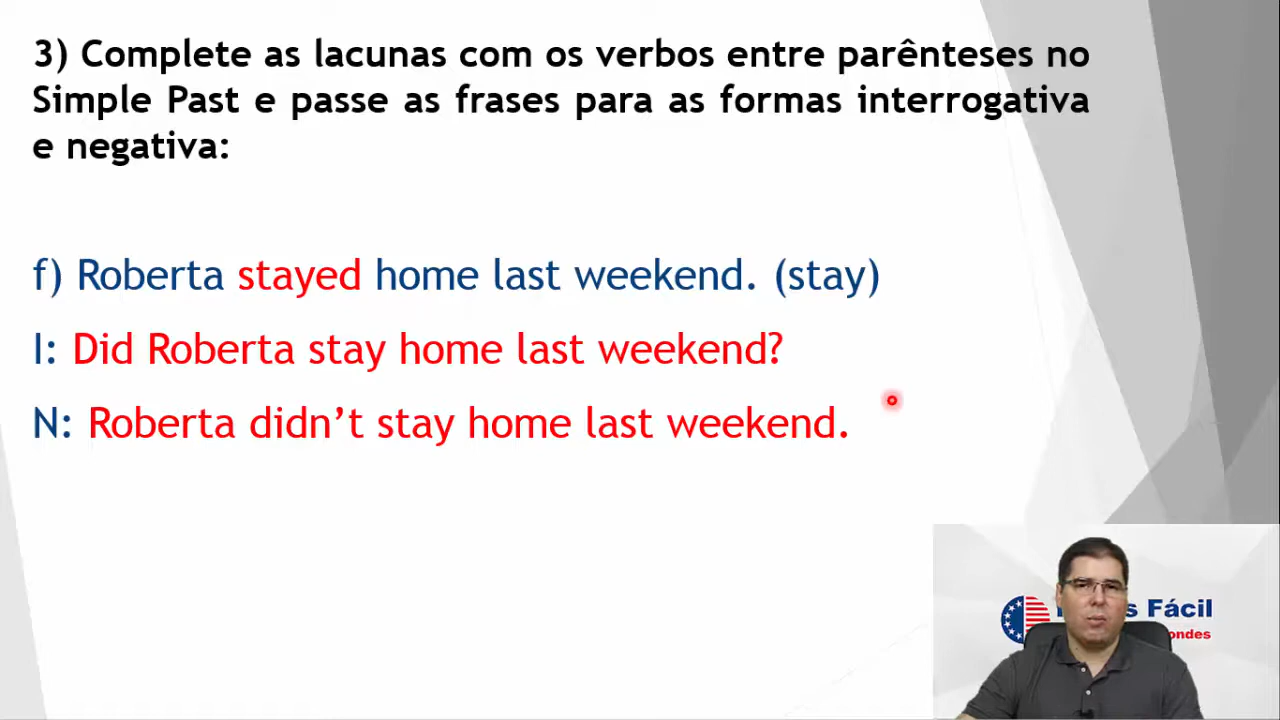 3) Complete as lacunas com os verbos entre parênteses no
Simple Past e passe as frases para as formas interrogativa
e negativa:
f) Roberta stayed home last weekend. (stay)
I: Did Roberta stay home last weekend?
N: Roberta didn’t stay home last weekend.
Fácil